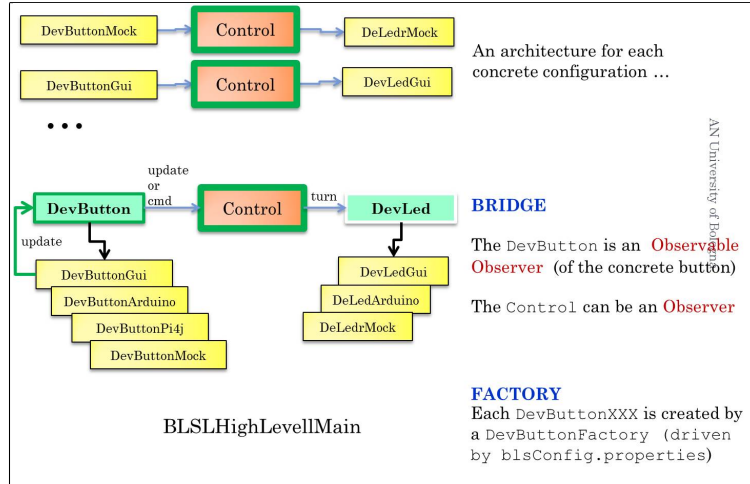 DevButtonMock
Control
DeLedrMock
An architecture for each
concrete configuration ...
DevButtonGui
Control
DevLedGui
...
AN University of Bologna
update
or
cmd
DevButton
Control
turn
DevLed
BRIDGE
update
The DevButton is an Observable
Observer (of the concrete button)
DevButtonGui
DevButtonArduino
DevButtonPi4j
DevButtonMock
DevLedGui
DeLedArduino
DeLedrMock
The Control can be an Observer
BLSLHighLevellMain
FACTORY
Each DevButtonXXX is created by
a DevButtonFactory (driven
by blsConfig.properties)